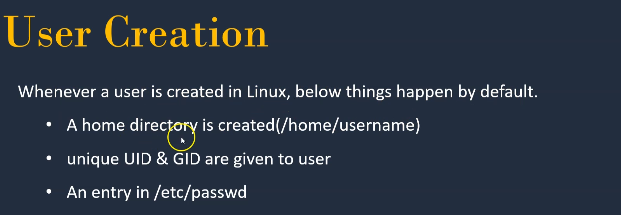 User Creation
Whenever a user is created in Linux, below things happen by default.
• A home directory is created(/home/username)
• unique UID & GID are given to user
• An entry in /etc/passwd